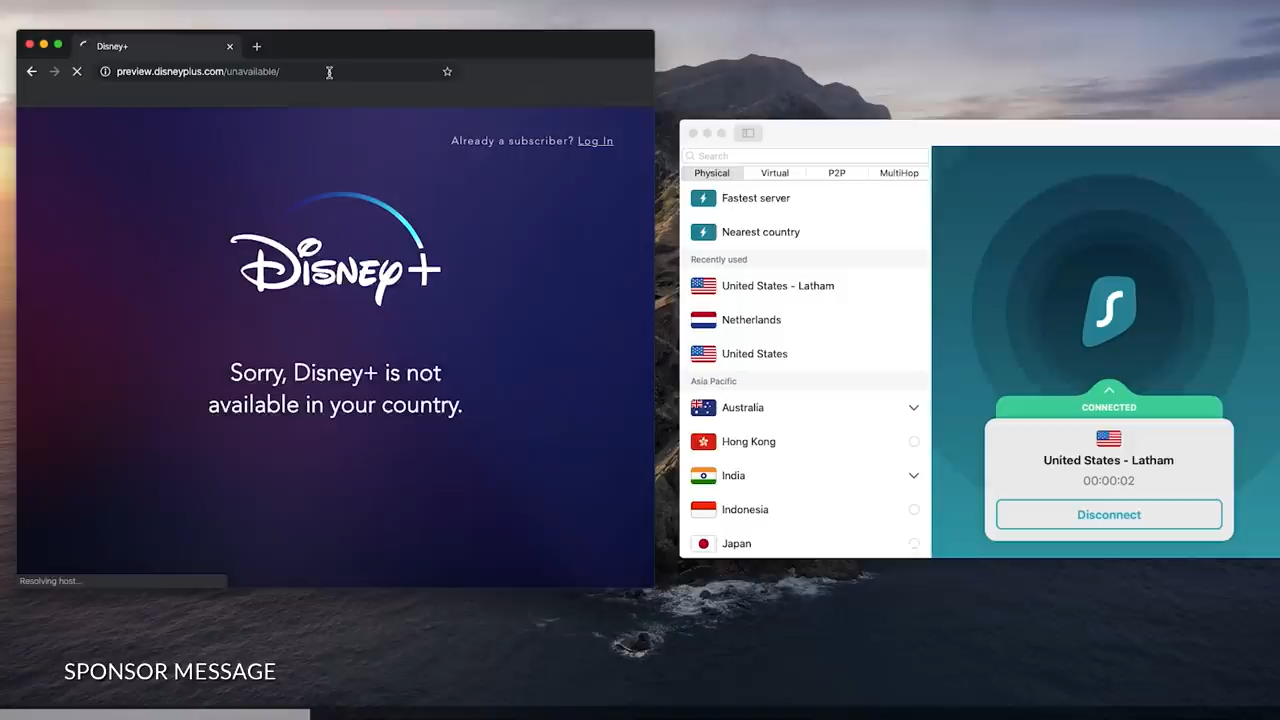 Disney+
preview.disneyplus.com/unavailable/
Already a subscriber? Log In
Disney+
Sorry, Disney+ is not
available in your country.
Resolving host...
Search
Physical Virtual P2P MultiHop
Fastest server
Nearest country
Recently used
United States - Latham
Netherlands
United States
Asia Pacific
Australia
Hong Kong
India
Indonesia
Japan
CONNECTED
United States - Latham
00:00:02
Disconnect
SPONSOR MESSAGE